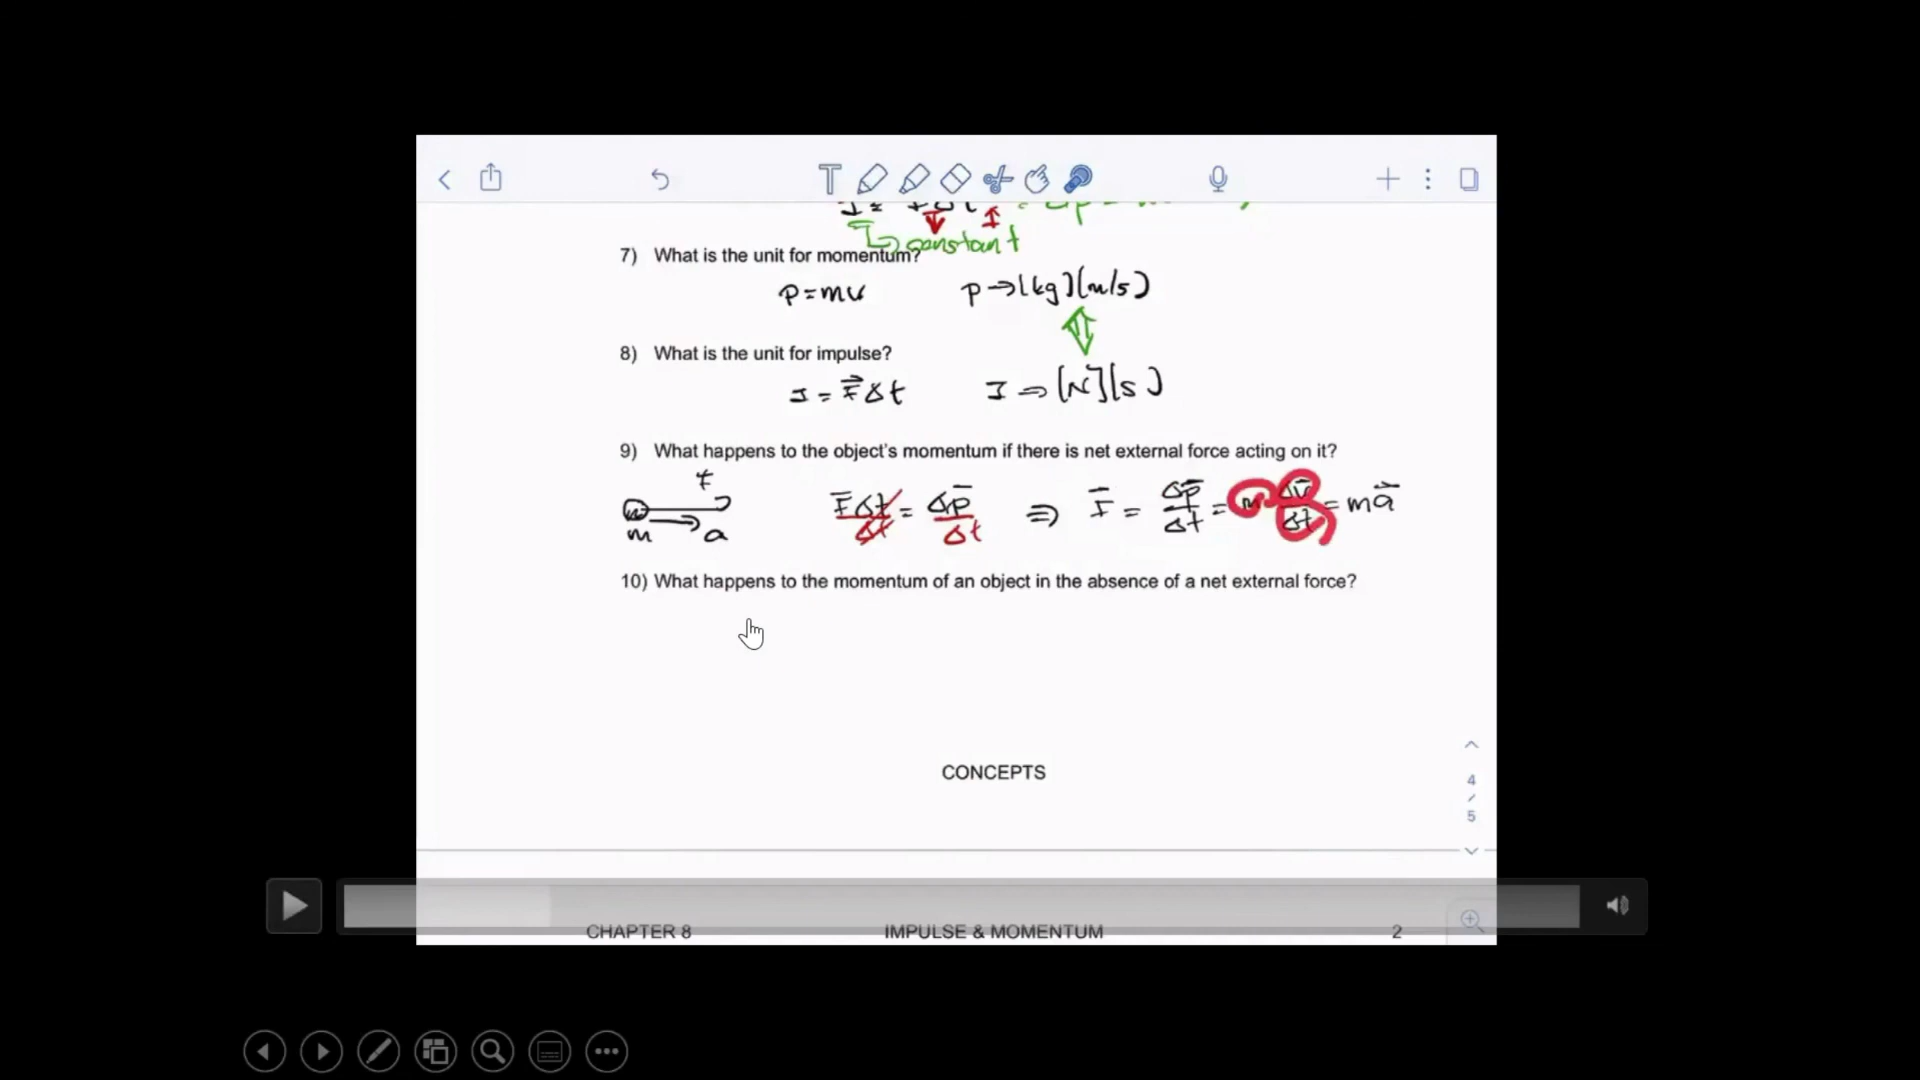 constant
7) What is the unit for momentum?
P = mv p → [kg][m/s]
8) What is the unit for impulse?
I = F⃗ Δt I ⇒ [N][s]
9) What happens to the object's momentum if there is net external force acting on it?
F
m a
F̄Δt/Δt = Δp̄/Δt ⇒ F̄ = Δp̄/Δt = m Δv̄/Δt = ma⃗
10) What happens to the momentum of an object in the absence of a net external force?
CONCEPTS
4
/
5
CHAPTER 8 IMPULSE & MOMENTUM 2